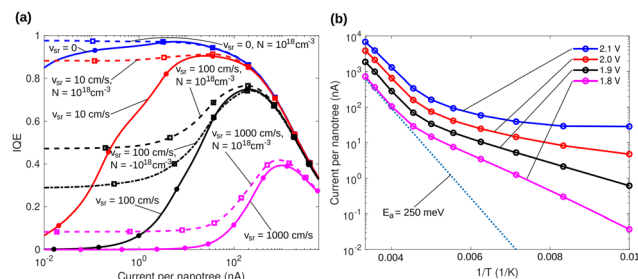 (a)
v_sr = 0
v_sr = 0, N = 10^18 cm^-3
v_sr = 10 cm/s,
N = 10^18 cm^-3
v_sr = 10 cm/s
v_sr = 100 cm/s,
N = 10^18 cm^-3
v_sr = 100 cm/s,
N = -10^18 cm^-3
v_sr = 1000 cm/s,
N = 10^18 cm^-3
v_sr = 100 cm/s
v_sr = 1000 cm/s
1
0.8
0.6
0.4
0.2
0
IQE
10^-2
10^0
10^2
Current per nanotree (nA)
(b)
10^4
10^3
10^2
10^1
10^0
10^-1
10^-2
Current per nanotree (nA)
2.1 V
2.0 V
1.9 V
1.8 V
E_a = 250 meV
0.004
0.006
0.008
0.01
1/T (1/K)